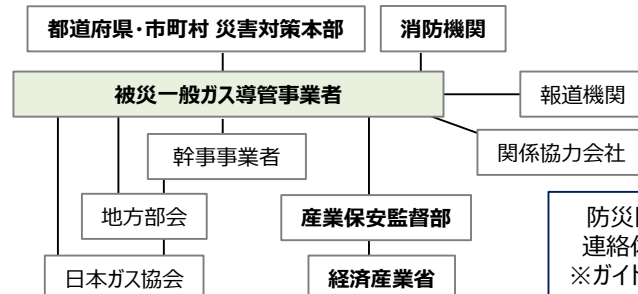 都道府県・市町村 災害対策本部
消防機関
被災一般ガス導管事業者
報道機関
幹事事業者
関係協力会社
地方部会
産業保安監督部
防災
連絡体
※ガイド
日本ガス協会
経済産業省